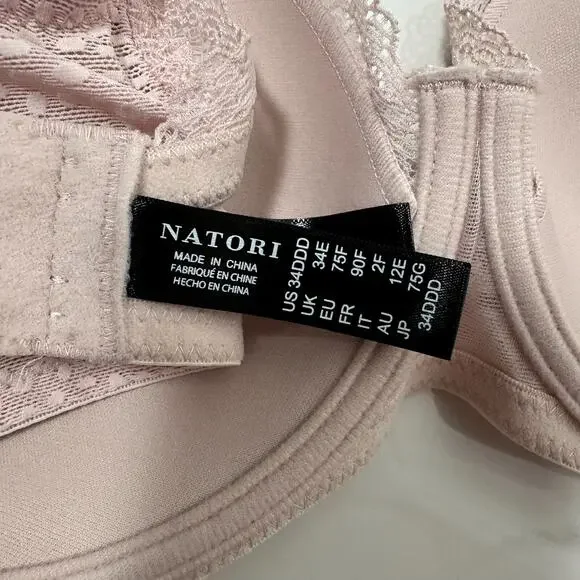 NATORI
MADE IN CHINA
FABRIQUÉ EN CHINE
HECHO EN CHINA
US 34DDD
UK 34E
EU 75F
FR 90F
IT 2F
AU 12E
JP 75G
34DDD